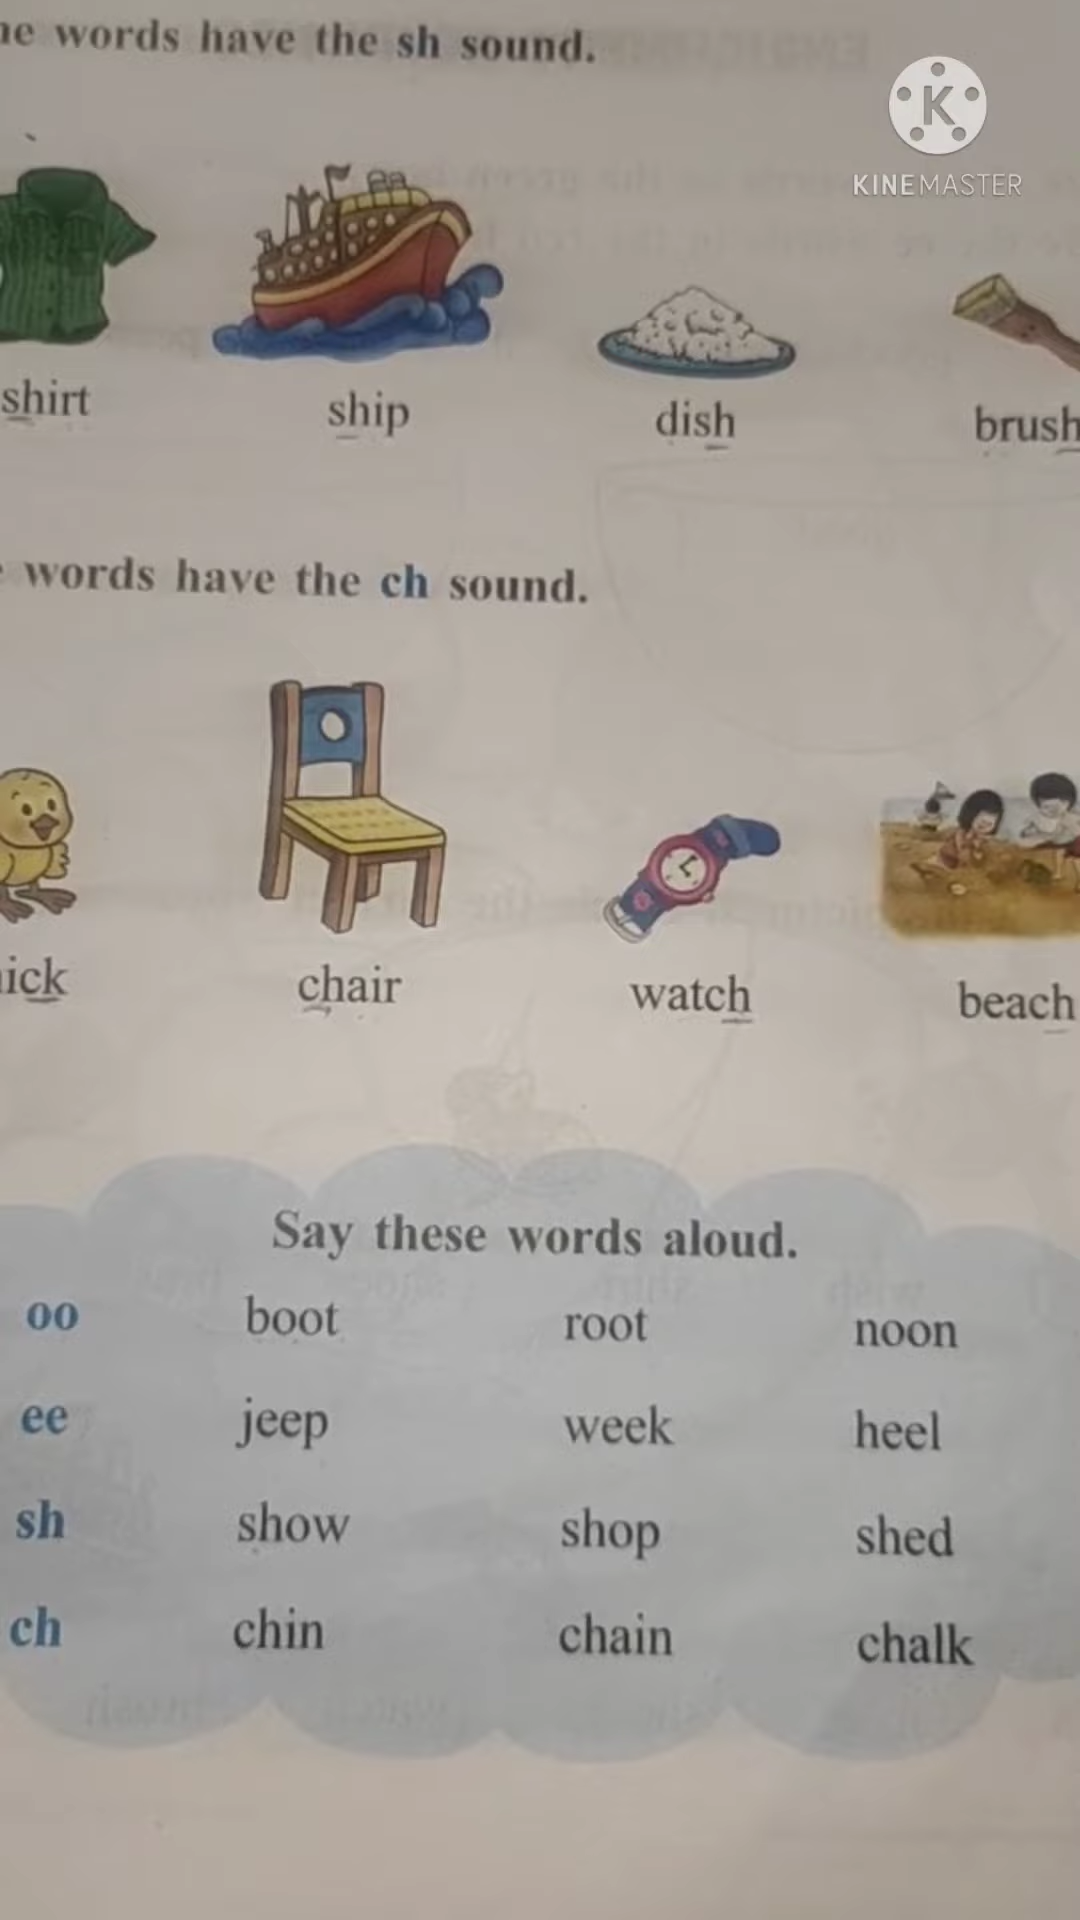 words have the sh sound.
KINEMASTER
shirt ship dish brush
words have the ch sound.
ick chair watch beach
Say these words aloud.
oo boot root noon
ee jeep week heel
sh show shop shed
ch chin chain chalk